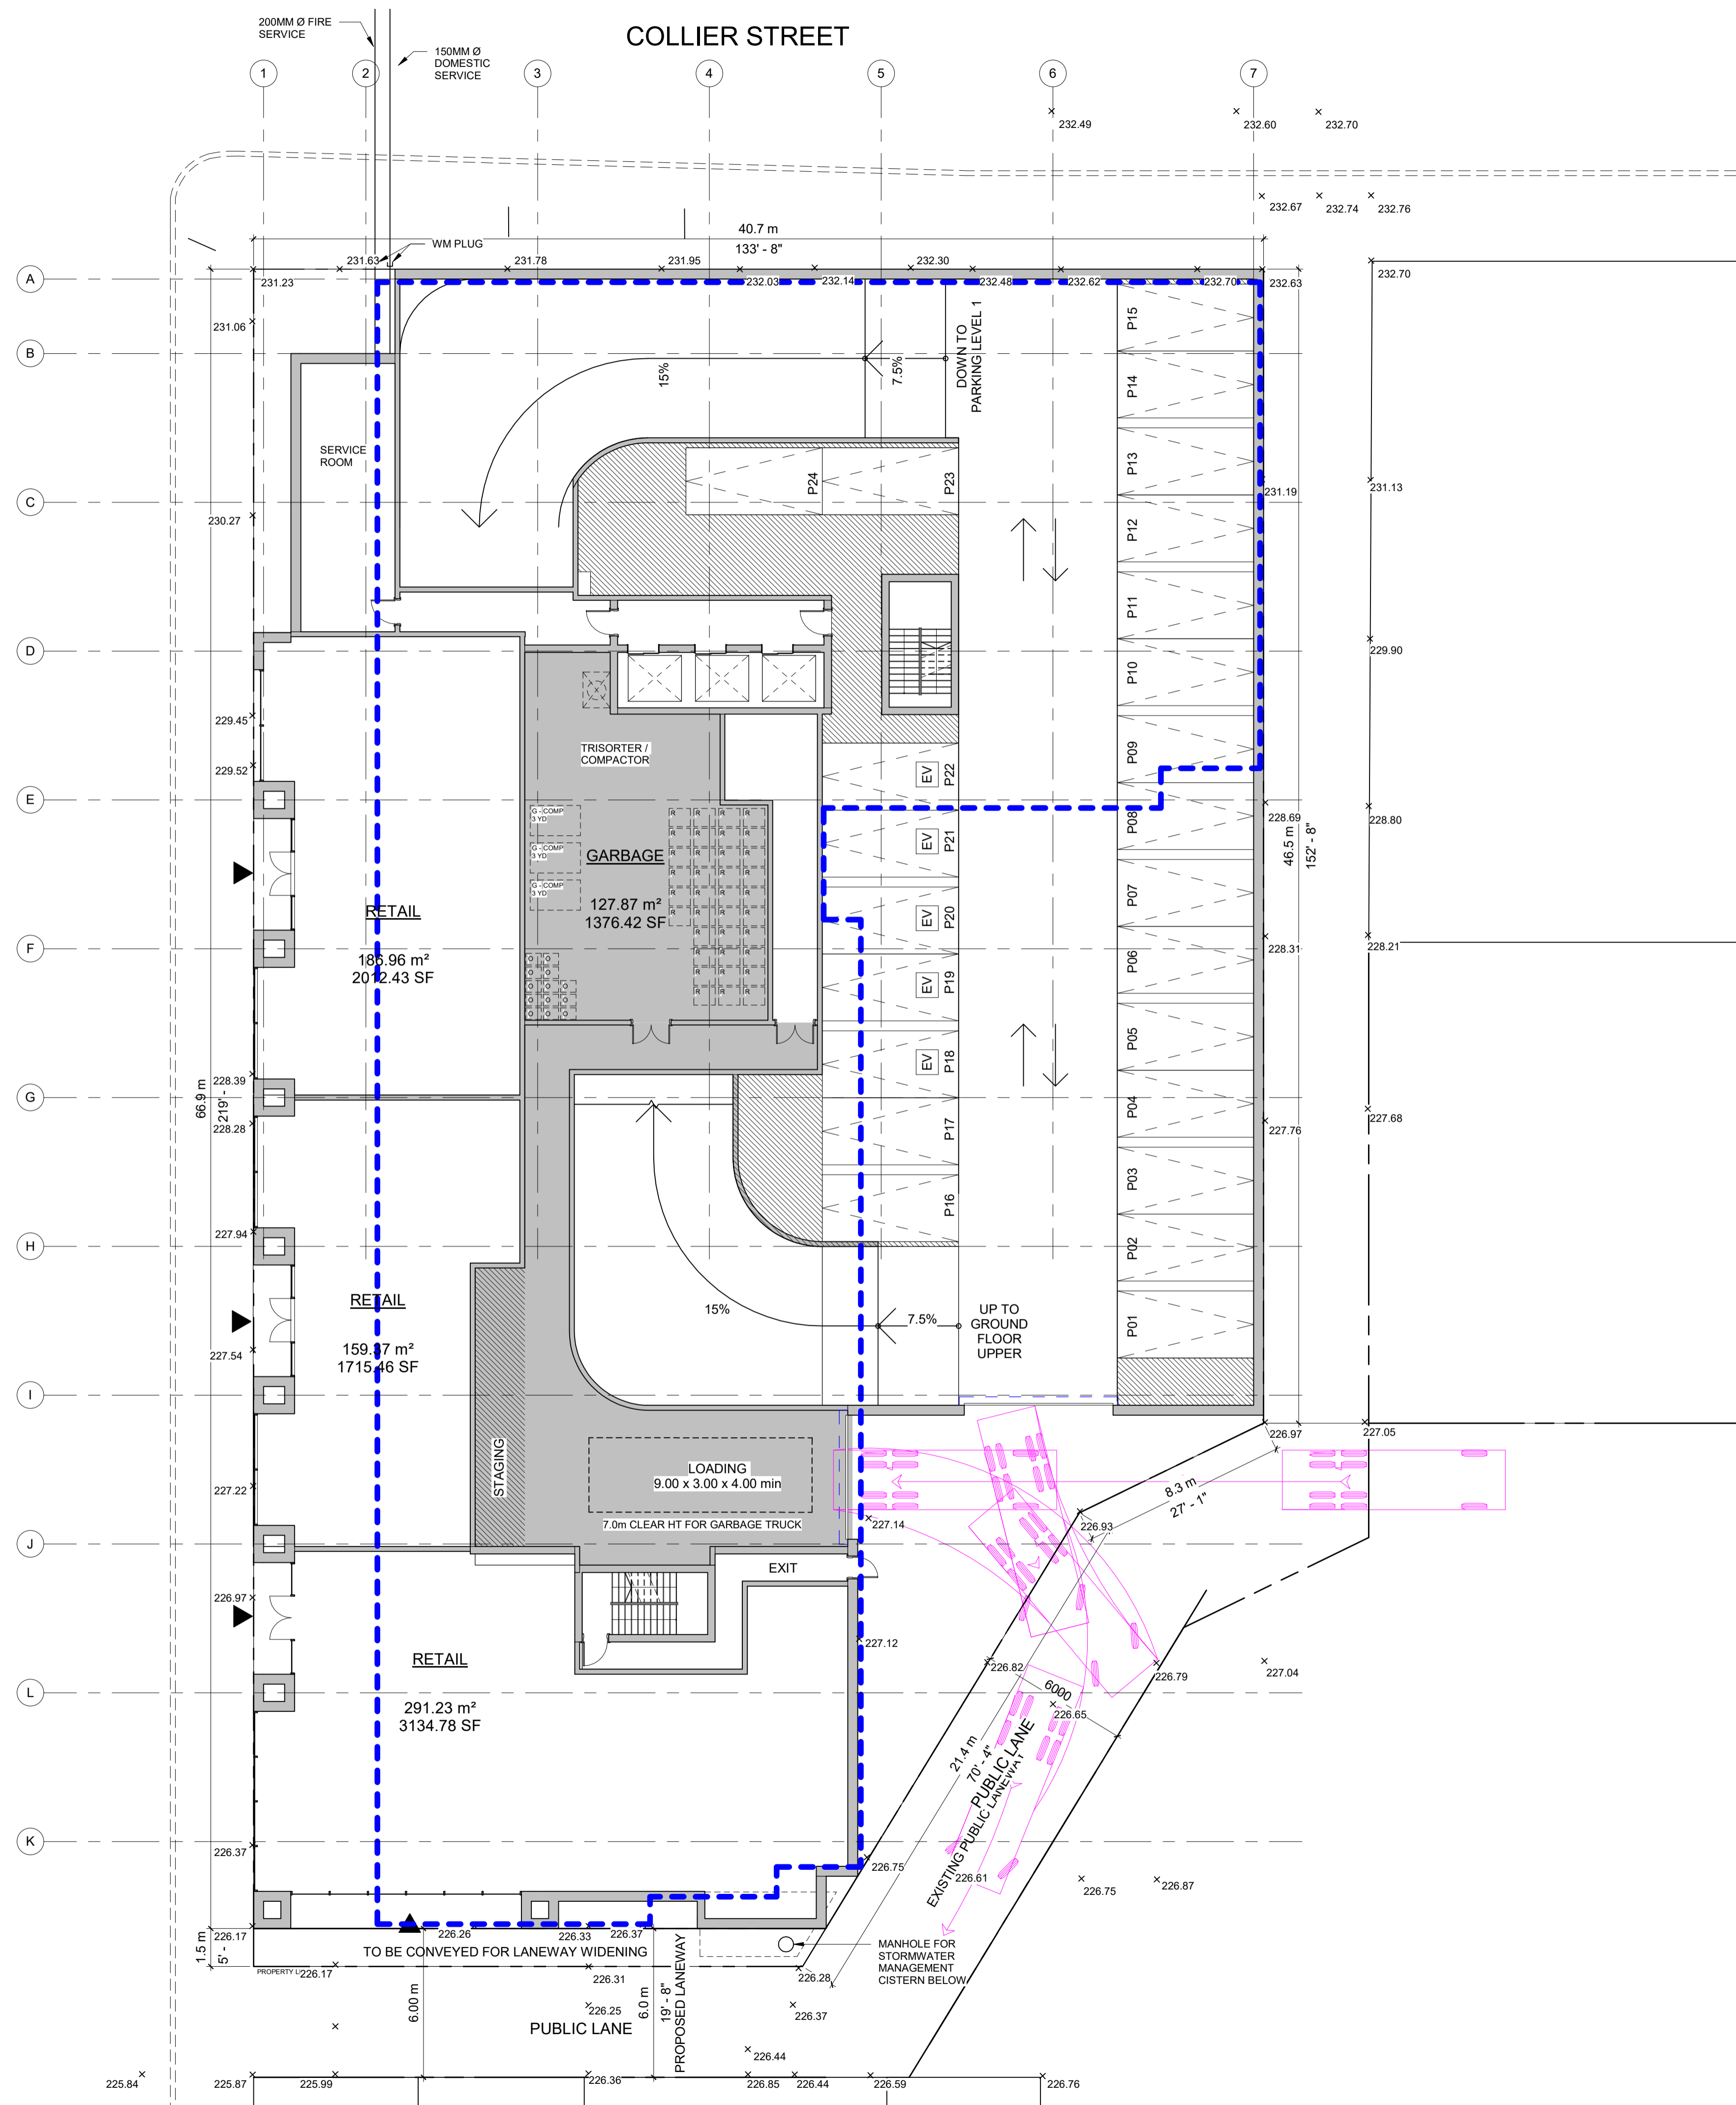 200MM Ø FIRE
SERVICE
COLLIER STREET
150MM Ø
DOMESTIC
SERVICE
1
2
3
4
5
6
7
232.49
232.60
232.70
232.67
232.74
232.76
WM PLUG
40.7 m
133' - 8"
A
231.23
231.63
231.78
231.95
232.03
232.14
232.30
232.48
232.62
232.70
232.63
232.70
231.06
B
15%
7.5%
DOWN TO
PARKING LEVEL 1
P15
P14
SERVICE
ROOM
P24
P23
P13
C
231.19
231.13
230.27
P12
P11
D
229.90
P10
229.45
TRISORTER /
COMPACTOR
EV
P22
P09
229.52
E
G - COMP
3 YD
R R R R
R R R R
228.69
228.80
P08
46.5 m
152' - 8"
G - COMP
3 YD
GARBAGE
R R R R
R R R R
EV
P21
G - COMP
3 YD
127.87 m²
1376.42 SF
R R R R
R R R R
P07
RETAIL
EV
P20
F
186.96 m²
2012.43 SF
228.31
228.21
P06
O O
O O
O O O
O O O
O O O
R R R
R R R
R R R
R R R
EV
P19
P05
EV
P18
228.39
G
66.9 m
219' -
228.28
P04
P17
227.76
227.68
P03
P16
227.94
H
P02
RETAIL
159.37 m²
1715.46 SF
15%
7.5%
UP TO
GROUND
FLOOR
UPPER
P01
227.54
I
226.97
227.05
STAGING
LOADING
9.00 x 3.00 x 4.00 min
8.3 m
27' - 1"
227.22
7.0m CLEAR HT FOR GARBAGE TRUCK
227.14
226.93
J
EXIT
226.97
227.12
RETAIL
226.82
226.79
227.04
L
291.23 m²
3134.78 SF
6000
226.65
21.4 m
70' - 4"
PUBLIC LANE
EXISTING PUBLIC LANEWAY
K
226.37
226.75
226.61
226.75
226.87
226.17
226.26
226.33
226.37
1.5 m
5' -
TO BE CONVEYED FOR LANEWAY WIDENING
MANHOLE FOR
STORMWATER
MANAGEMENT
CISTERN BELOW
PROPERTY LI
226.17
226.31
226.28
6.00 m
6.0 m
19' - 8"
PROPOSED LANEWAY
226.25
226.37
PUBLIC LANE
226.44
225.84
225.87
225.99
226.36
226.85
226.44
226.59
226.76